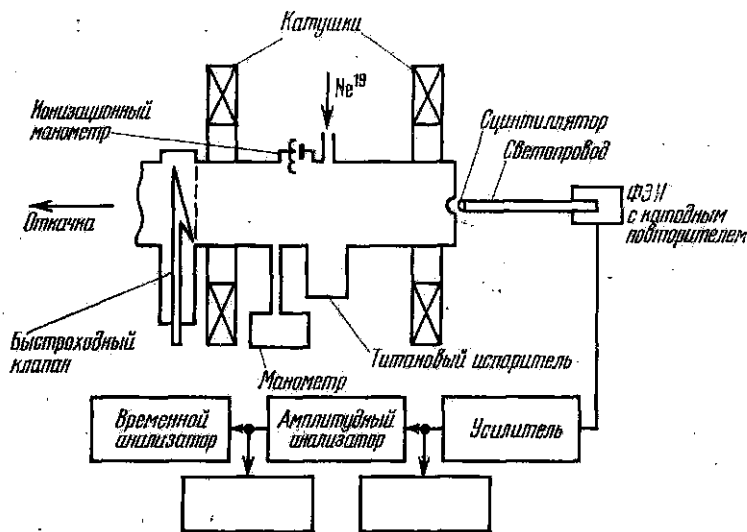 Катушки
Ne¹⁹
Ионизационный
манометр
Сцинтиллятор
Светопровод
ФЭУ
с катодным
повторителем
Откачка
Быстроходный
клапан
Титановый испаритель
Манометр
Временной
анализатор
Амплитудный
анализатор
Усилитель